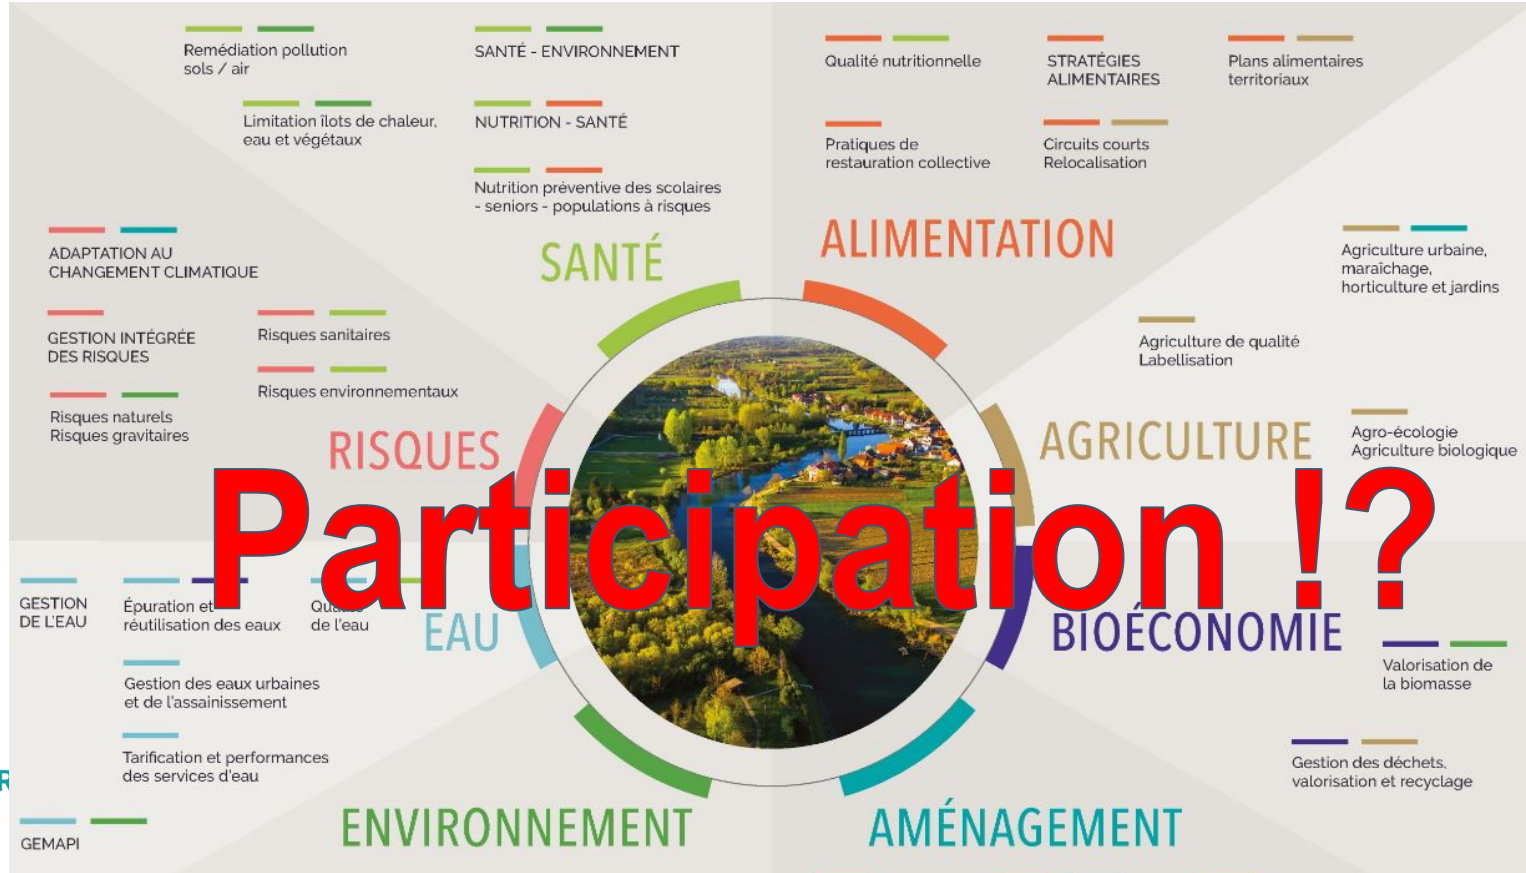 Remédiation pollution
sols / air
SANTÉ - ENVIRONNEMENT
Limitation îlots de chaleur,
eau et végétaux
NUTRITION - SANTÉ
Nutrition préventive des scolaires
- seniors - populations à risques
SANTÉ
Qualité nutritionnelle
STRATÉGIES
ALIMENTAIRES
Plans alimentaires
territoriaux
Pratiques de
restauration collective
Circuits courts
Relocalisation
ALIMENTATION
ADAPTATION AU
CHANGEMENT CLIMATIQUE
GESTION INTÉGRÉE
DES RISQUES
Risques sanitaires
Risques environnementaux
Risques naturels
Risques gravitaires
RISQUES
Agriculture urbaine,
maraîchage,
horticulture et jardins
Agriculture de qualité
Labellisation
AGRICULTURE
Agro-écologie
Agriculture biologique
Participation !?
GESTION
DE L'EAU
Épuration et
réutilisation des eaux
de l'eau
EAU
Gestion des eaux urbaines
et de l'assainissement
Tarification et performances
des services d'eau
GEMAPI
BIOÉCONOMIE
Valorisation de
la biomasse
Gestion des déchets,
valorisation et recyclage
R
ENVIRONNEMENT
AMÉNAGEMENT